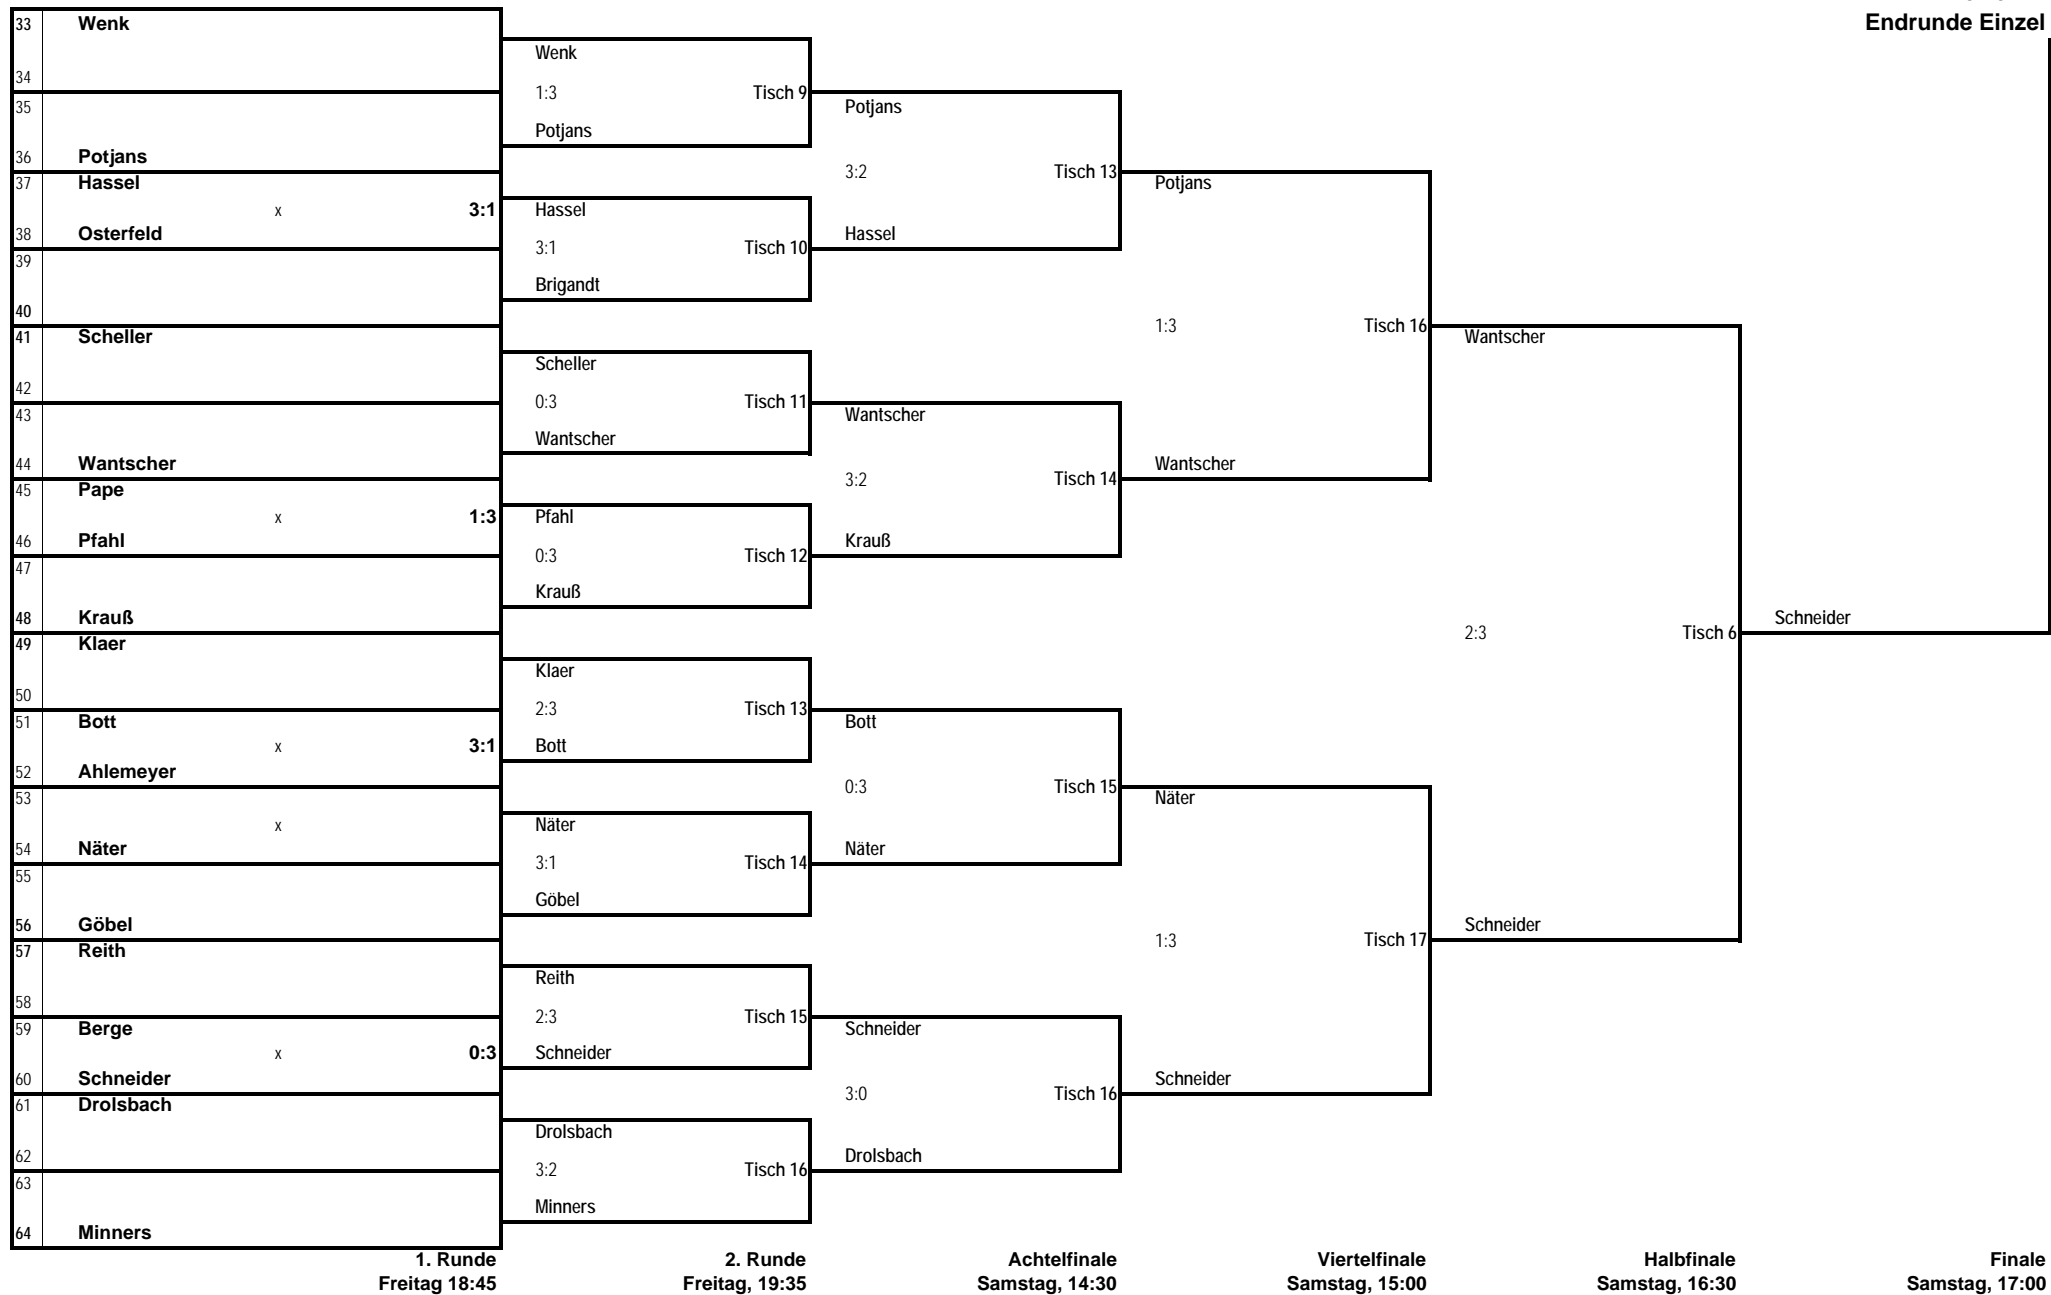 Endrunde Einzel
33 Wenk
34
35
36 Potjans
37 Hassel
x 3:1
38 Osterfeld
39
40
41 Scheller
42
43
44 Wantscher
45 Pape
x 1:3
46 Pfahl
47
48 Krauß
49 Klaer
50
51 Bott
x 3:1
52 Ahlemeyer
53
x
54 Näter
55
56 Göbel
57 Reith
58
59 Berge
x 0:3
60 Schneider
61 Drolsbach
62
63
64 Minners
1. Runde
Freitag 18:45
Wenk
1:3 Tisch 9
Potjans
Hassel
3:1 Tisch 10
Brigandt
Scheller
0:3 Tisch 11
Wantscher
Pfahl
0:3 Tisch 12
Krauß
Klaer
2:3 Tisch 13
Bott
Näter
3:1 Tisch 14
Göbel
Reith
2:3 Tisch 15
Schneider
Drolsbach
3:2 Tisch 16
Minners
2. Runde
Freitag, 19:35
Potjans
3:2 Tisch 13
Hassel
Wantscher
3:2 Tisch 14
Krauß
Bott
0:3 Tisch 15
Näter
Schneider
3:0 Tisch 16
Drolsbach
Achtelfinale
Samstag, 14:30
Potjans
1:3 Tisch 16
Wantscher
Näter
1:3 Tisch 17
Schneider
Viertelfinale
Samstag, 15:00
Wantscher
2:3 Tisch 6
Schneider
Halbfinale
Samstag, 16:30
Schneider
Finale
Samstag, 17:00